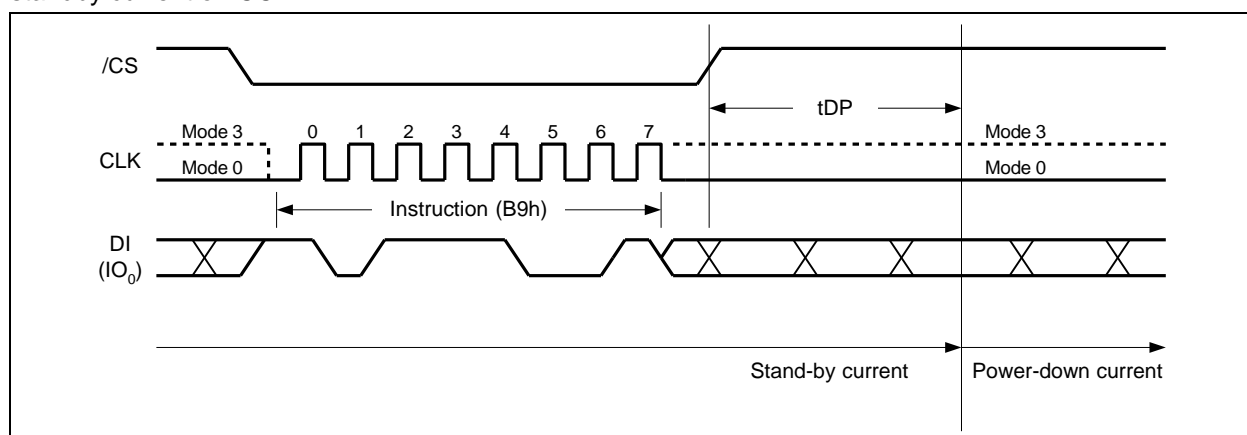 /CS
tDP
Mode 3
0 1 2 3 4 5 6 7
Mode 3
CLK
Mode 0
Mode 0
Instruction (B9h)
DI
(IO0)
Stand-by current
Power-down current